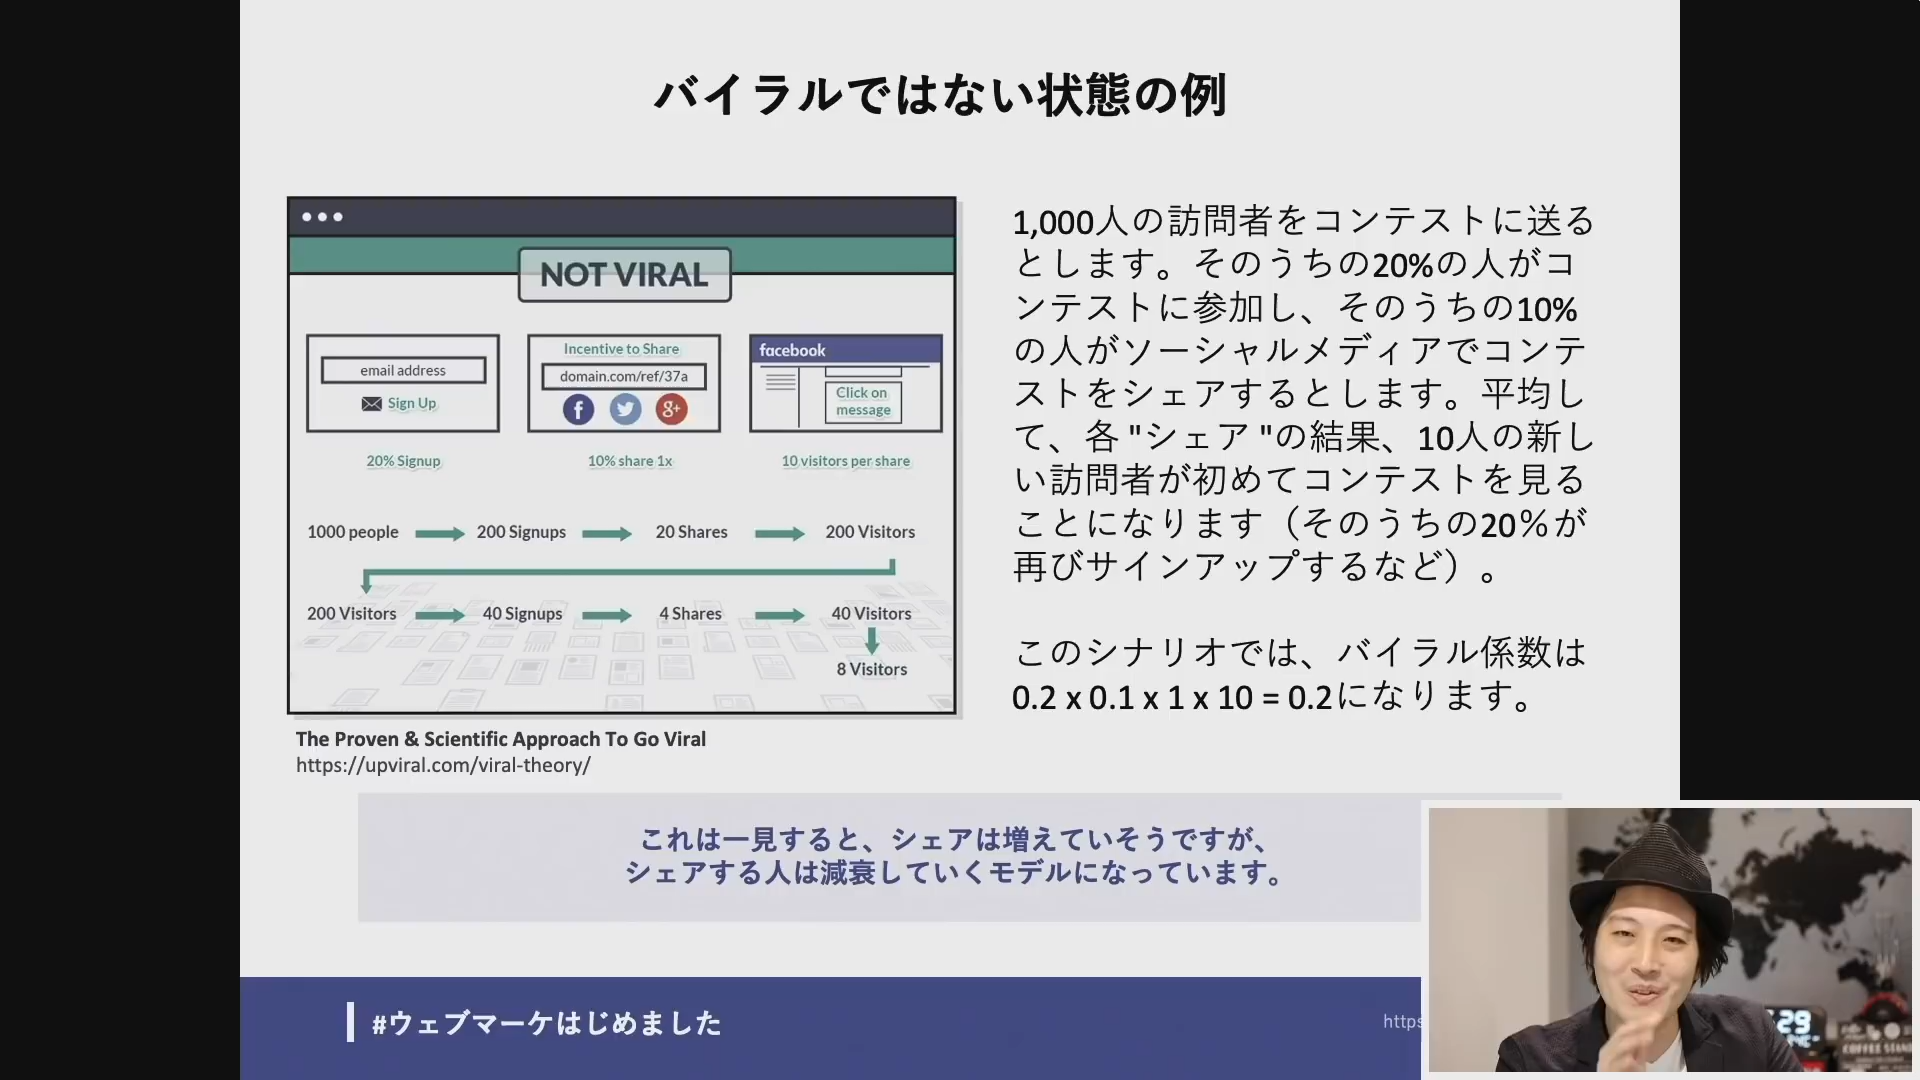 バイラルではない状態の例
NOT VIRAL
email address
Sign Up
20% Signup
Incentive to Share
domain.com/ref/37a
10% share 1x
facebook
Click on
message
10 visitors per share
1000 people
200 Signups
20 Shares
200 Visitors
200 Visitors
40 Signups
4 Shares
40 Visitors
8 Visitors
The Proven & Scientific Approach To Go Viral
https://upviral.com/viral-theory/
1,000人の訪問者をコンテストに送る
とします。そのうちの20%の人がコ
ンテストに参加し、そのうちの10%
の人がソーシャルメディアでコンテ
ストをシェアするとします。平均し
て、各 "シェア "の結果、10人の新し
い訪問者が初めてコンテストを見る
ことになります（そのうちの20％が
再びサインアップするなど）。
このシナリオでは、バイラル係数は
0.2 x 0.1 x 1 x 10 = 0.2になります。
これは一見すると、シェアは増えていそうですが、
シェアする人は減衰していくモデルになっています。
#ウェブマーケはじめました
https
29
COFFEE STAND